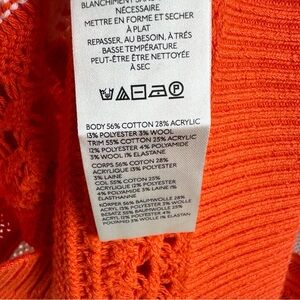 BLANCHIMENT SANS
NÉCESSAIRE
METTRE EN FORME ET SECHER
À PLAT
REPASSER, AU BESOIN, À TRÈS
BASSE TEMPÉRATURE
PEUT-ÊTRE ÊTRE NETTOYÉE
À SEC
P
BODY 56% COTTON 28% ACRYLIC
13% POLYESTER 3% WOOL
TRIM 55% COTTON 25% ACRYLIC
12% POLYESTER 4% POLYAMIDE
3% WOOL 1% ELASTANE
CORPS 56% COTON 28%
ACRYLIQUE 13% POLYESTER
3% LAINE
COL 55% COTON 25%
ACRYLIQUE 12% POLYESTER
4% POLYAMIDE 3% LAINE 1%
ELASTHANNE
KÖRPER 56% BAUMWOLLE 28%
ACRYL 13% POLYESTER 3% WOLLE
BESATZ 55% BAUMWOLLE 25%
ACRYL 12% POLYESTER 4%
POLYAMID 3% WOLLE 1% ELASTAN